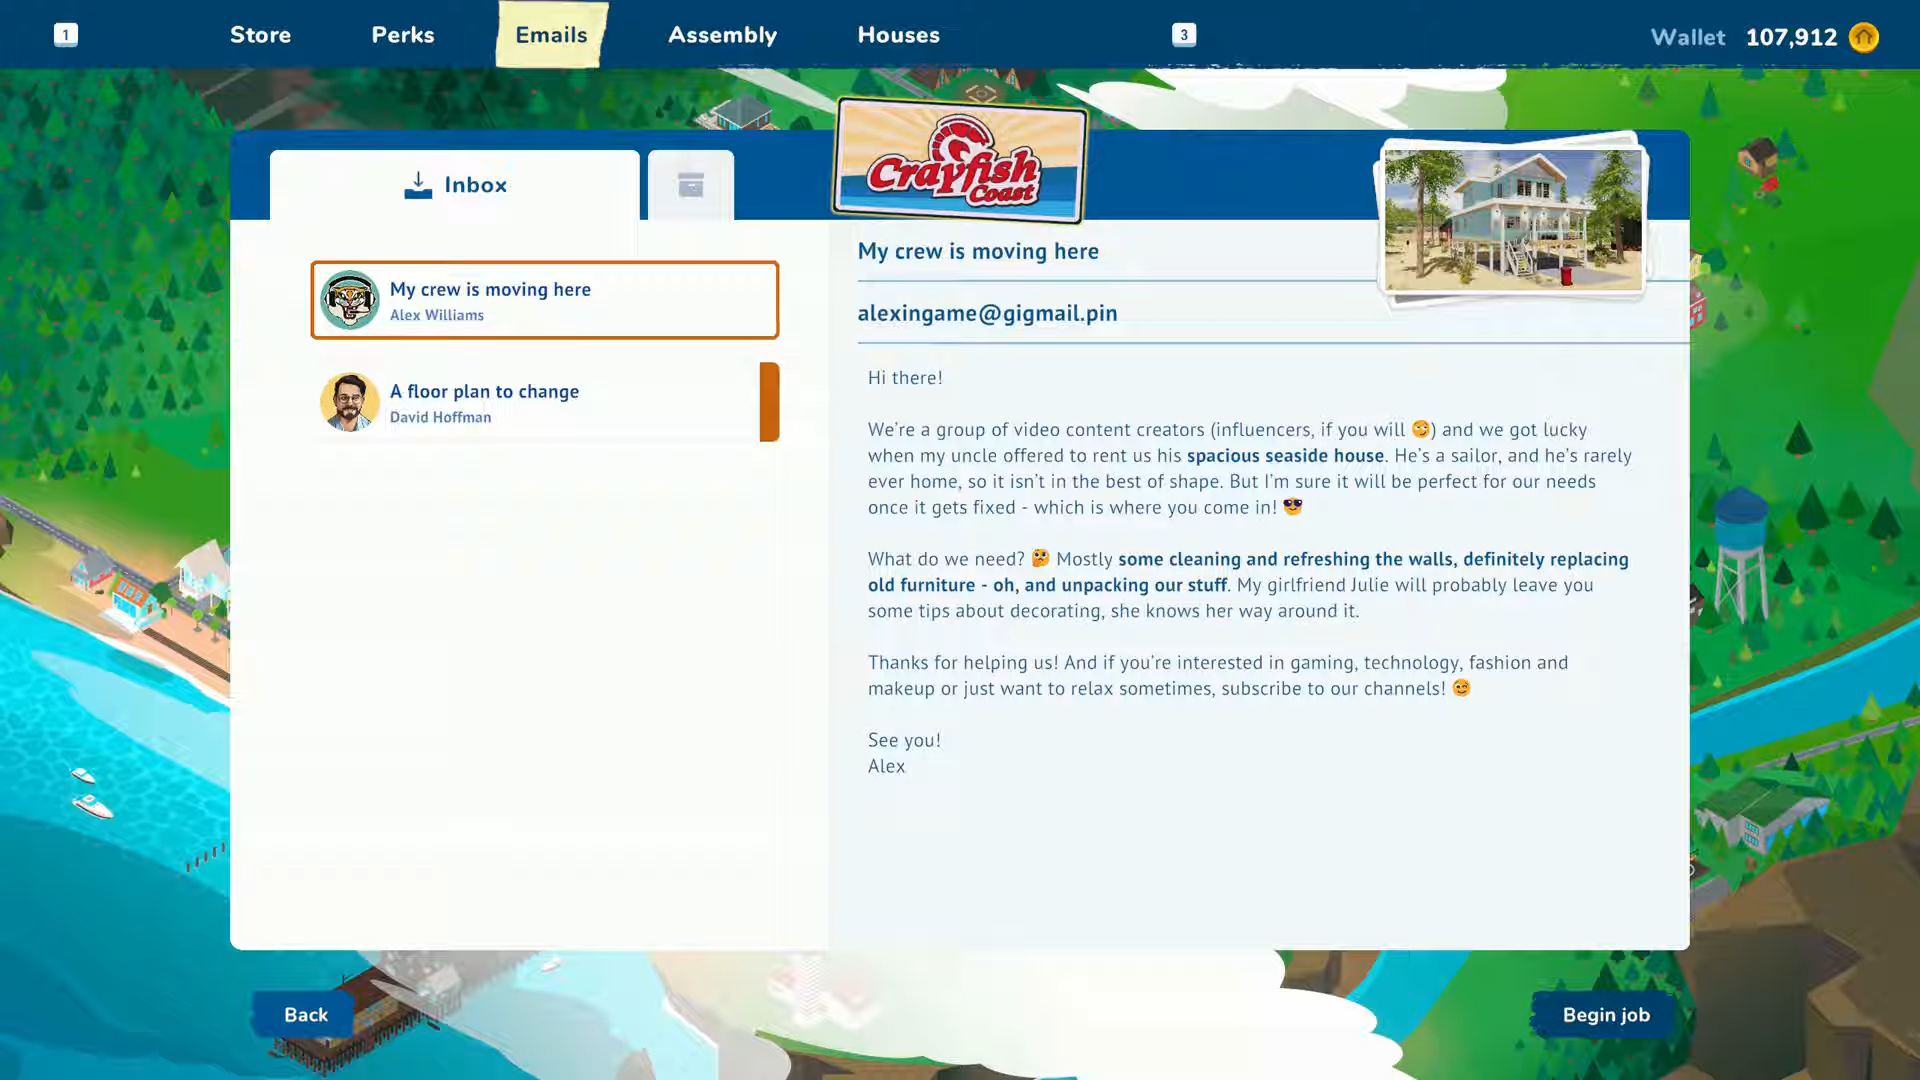 1
Store
Perks
Emails
Assembly
Houses
3
Wallet 107,912
Inbox
Crayfish
Coast
My crew is moving here
Alex Williams
A floor plan to change
David Hoffman
My crew is moving here
alexingame@gigmail.pin
Hi there!
We're a group of video content creators (influencers, if you will 😏) and we got lucky
when my uncle offered to rent us his spacious seaside house. He's a sailor, and he's rarely
ever home, so it isn't in the best of shape. But I'm sure it will be perfect for our needs
once it gets fixed - which is where you come in! 😎
What do we need? 🤔 Mostly some cleaning and refreshing the walls, definitely replacing
old furniture - oh, and unpacking our stuff. My girlfriend Julie will probably leave you
some tips about decorating, she knows her way around it.
Thanks for helping us! And if you're interested in gaming, technology, fashion and
makeup or just want to relax sometimes, subscribe to our channels! 😉
See you!
Alex
Back
Begin job